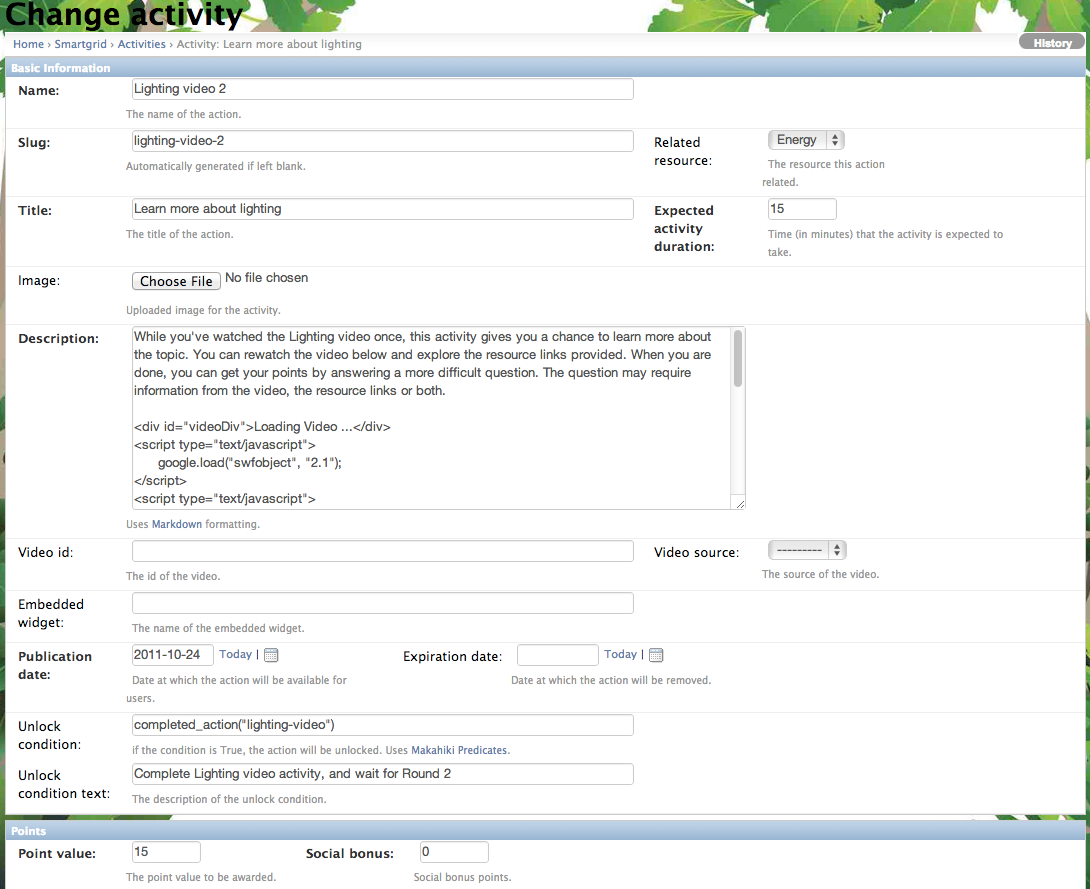 Change activity
Home › Smartgrid › Activities › Activity: Learn more about lighting
History
Basic Information
Name: Lighting video 2
The name of the action.
Slug: lighting-video-2
Automatically generated if left blank.
Related resource: Energy
The resource this action
related.
Title: Learn more about lighting
The title of the action.
Expected activity duration: 15
Time (in minutes) that the activity is expected to
take.
Image: Choose File No file chosen
Uploaded image for the activity.
Description:
While you've watched the Lighting video once, this activity gives you a chance to learn more about
the topic. You can rewatch the video below and explore the resource links provided. When you are
done, you can get your points by answering a more difficult question. The question may require
information from the video, the resource links or both.
<div id="videoDiv">Loading Video ...</div>
<script type="text/javascript">
google.load("swfobject", "2.1");
</script>
<script type="text/javascript">
Uses Markdown formatting.
Video id:
The id of the video.
Video source: ---------
The source of the video.
Embedded
widget:
The name of the embedded widget.
Publication
date: 2011-10-24 Today |
Date at which the action will be available for
users.
Expiration date: Today |
Date at which the action will be removed.
Unlock
condition: completed_action("lighting-video")
if the condition is True, the action will be unlocked. Uses Makahiki Predicates.
Unlock
condition text: Complete Lighting video activity, and wait for Round 2
The description of the unlock condition.
Points
Point value: 15
The point value to be awarded.
Social bonus: 0
Social bonus points.